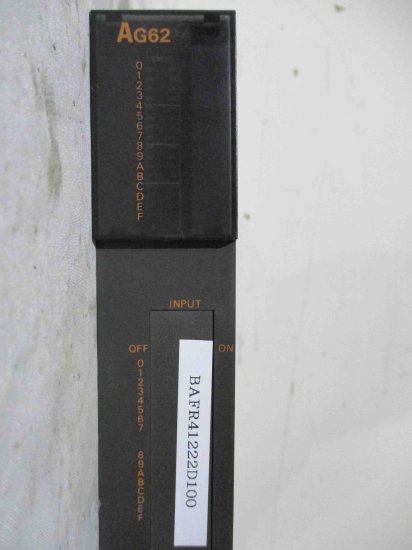 AG62
0
1
2
3
4
5
6
7
8
9
A
B
C
D
E
F
INPUT
OFF ON
0
1
2
3
4
5
6
7
8
9
A
B
C
D
E
F
BAFR41222D100